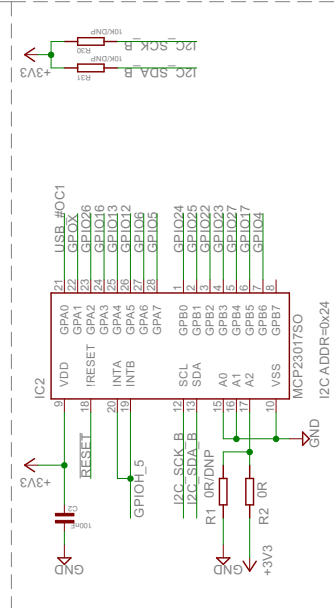 R30
10K/DNP
I2C_SCK_B
R31
10K/DNP
I2C_SDA_B
+3V3
USB_#OC1
GPOX
GPIO26
GPIO16
GPIO13
GPIO12
GPIO6
GPIO5
GPIO24
GPIO25
GPIO22
GPIO23
GPIO27
GPIO17
GPIO4
21
22
23
24
25
26
27
28
1
2
3
4
5
6
7
8
GPA0
GPA1
GPA2
GPA3
GPA4
GPA5
GPA6
GPA7
GPB0
GPB1
GPB2
GPB3
GPB4
GPB5
GPB6
GPB7
IC2
MCP23017SO
I2C ADDR=0x24
VDD
!RESET
INTA
INTB
SCL
SDA
A0
A1
A2
VSS
9
18
20
19
12
13
15
16
17
10
+3V3
RESET
GPIOH_5
I2C_SCK_B
I2C_SDA_B
GND
C2
100nF
GND
R1
0R/DNP
R2
0R
GND
+3V3